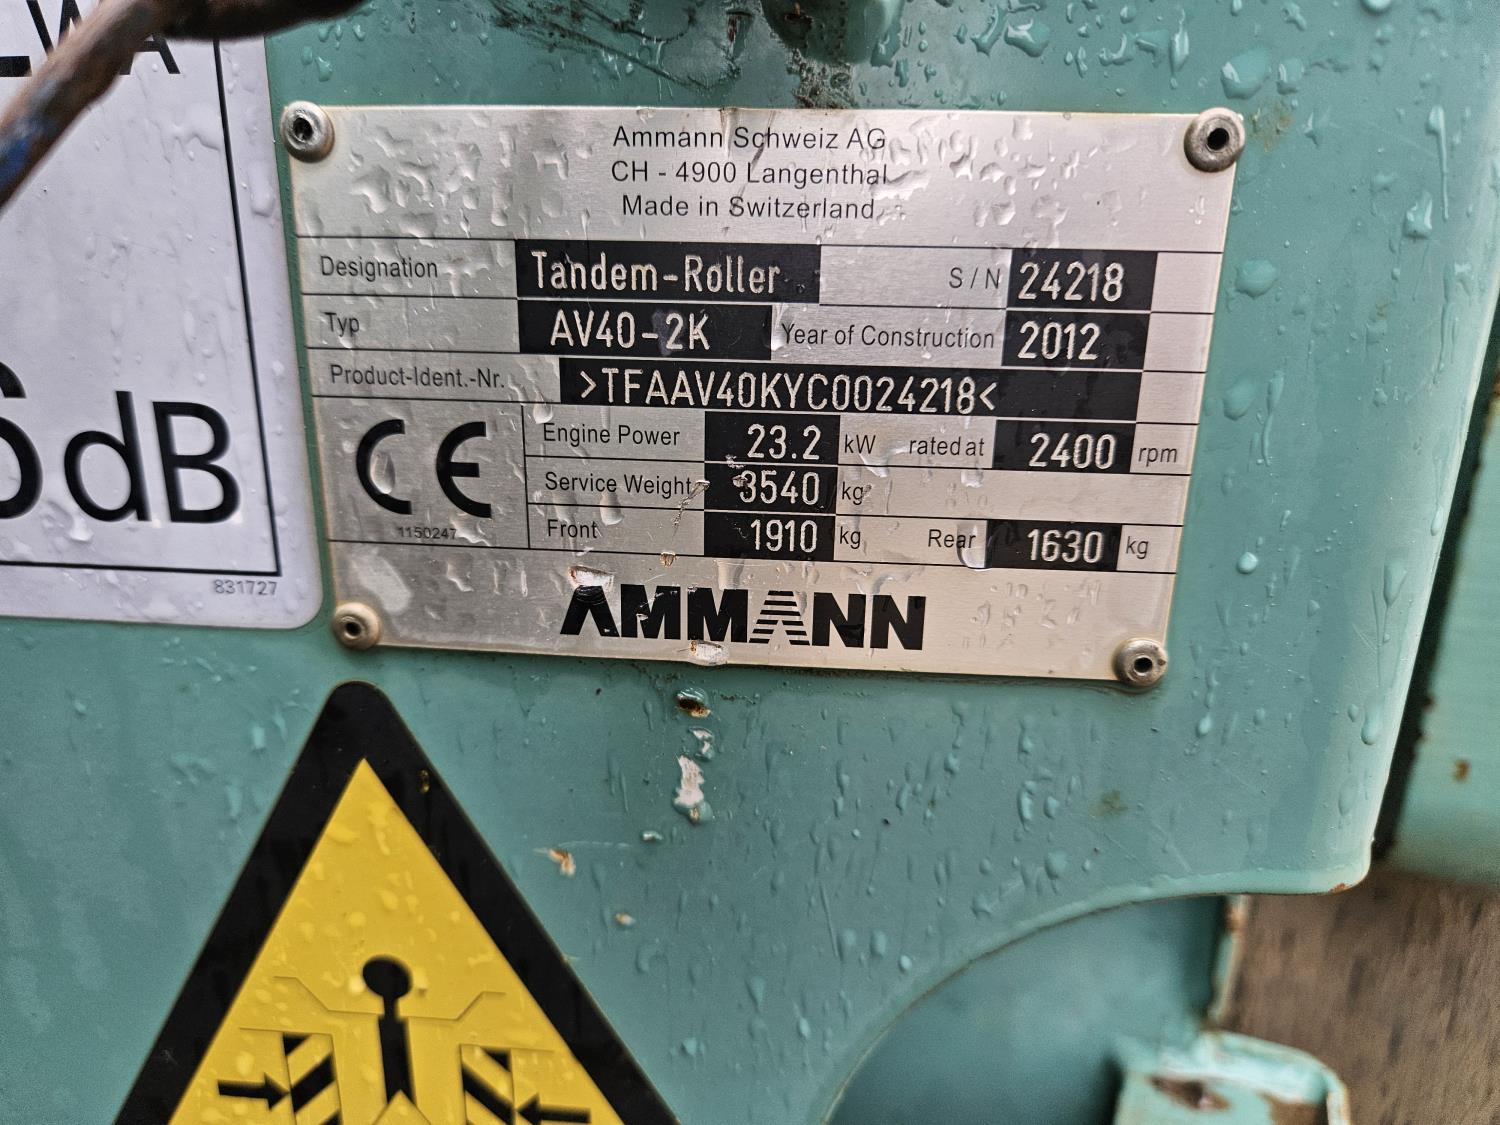 LWA
dB
831727
Ammann Schweiz AG
CH - 4900 Langenthal
Made in Switzerland
Designation Tandem-Roller S / N 24218
Typ AV40-2K Year of Construction 2012
Product-Ident.-Nr. >TFAAV40KYC0024218<
CE Engine Power 23.2 kW rated at 2400 rpm
Service Weight 3540 kg
1150247 Front 1910 kg Rear 1630 kg
AMMANN